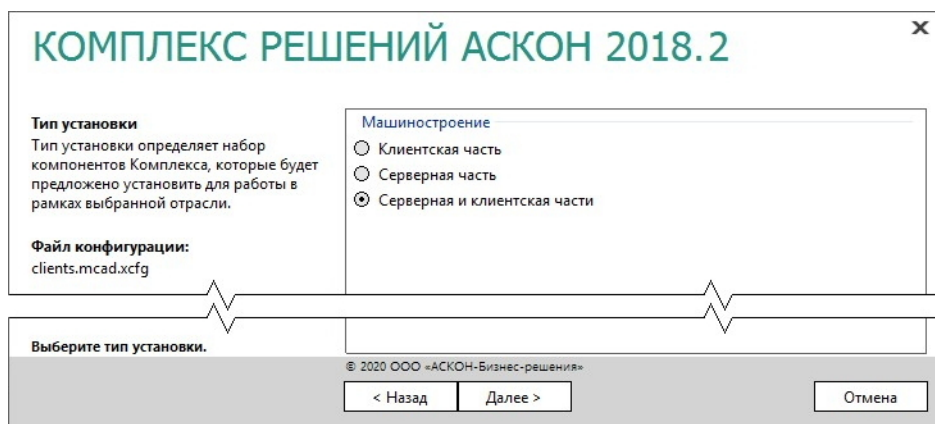 КОМПЛЕКС РЕШЕНИЙ АСКОН 2018.2
Тип установки
Тип установки определяет набор
компонентов Комплекса, которые будет
предложено установить для работы в
рамках выбранной отрасли.
Файл конфигурации:
clients.mcad.xcfg
Выберите тип установки.
Машиностроение
Клиентская часть
Серверная часть
Серверная и клиентская части
© 2020 ООО «АСКОН-Бизнес-решения»
< Назад
Далее >
Отмена